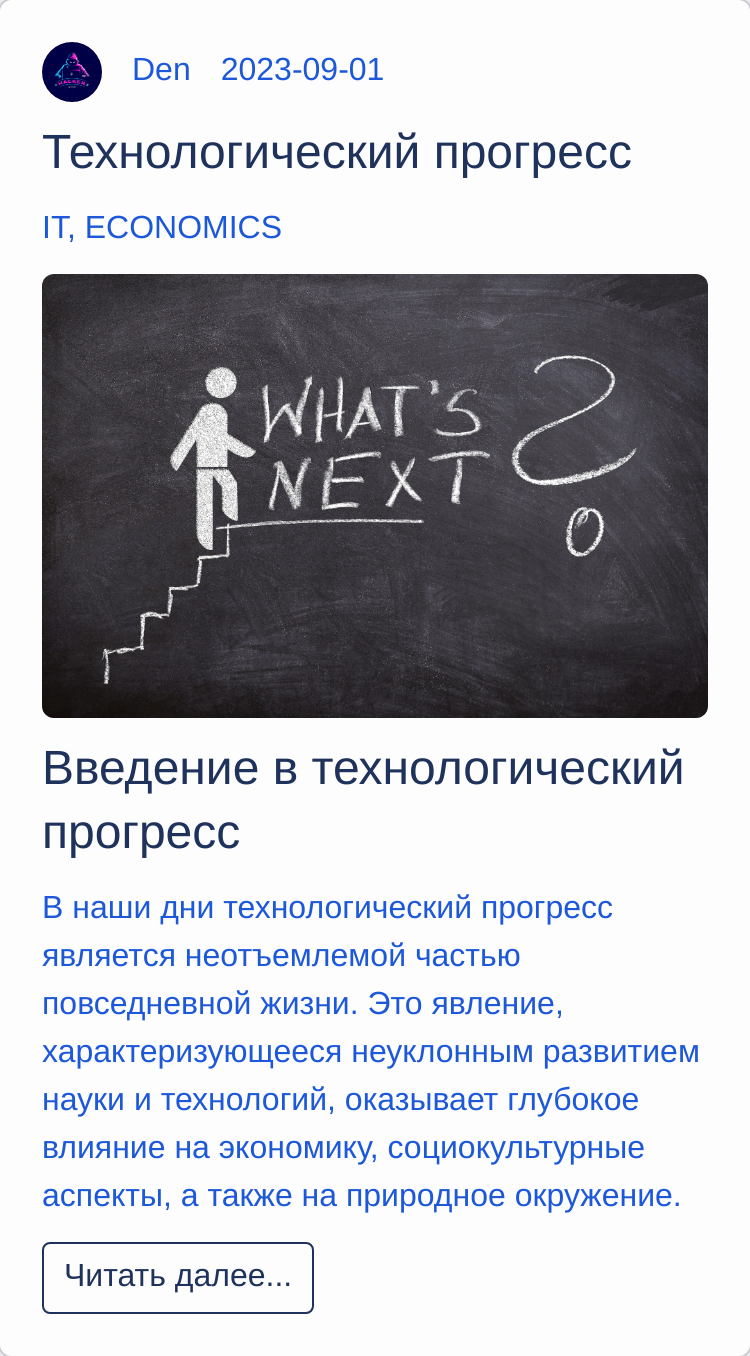 Den 2023-09-01
Технологический прогресс
IT, ECONOMICS
WHAT'S
NEXT ?
Введение в технологический
прогресс
В наши дни технологический прогресс
является неотъемлемой частью
повседневной жизни. Это явление,
характеризующееся неуклонным развитием
науки и технологий, оказывает глубокое
влияние на экономику, социокультурные
аспекты, а также на природное окружение.
Читать далее...